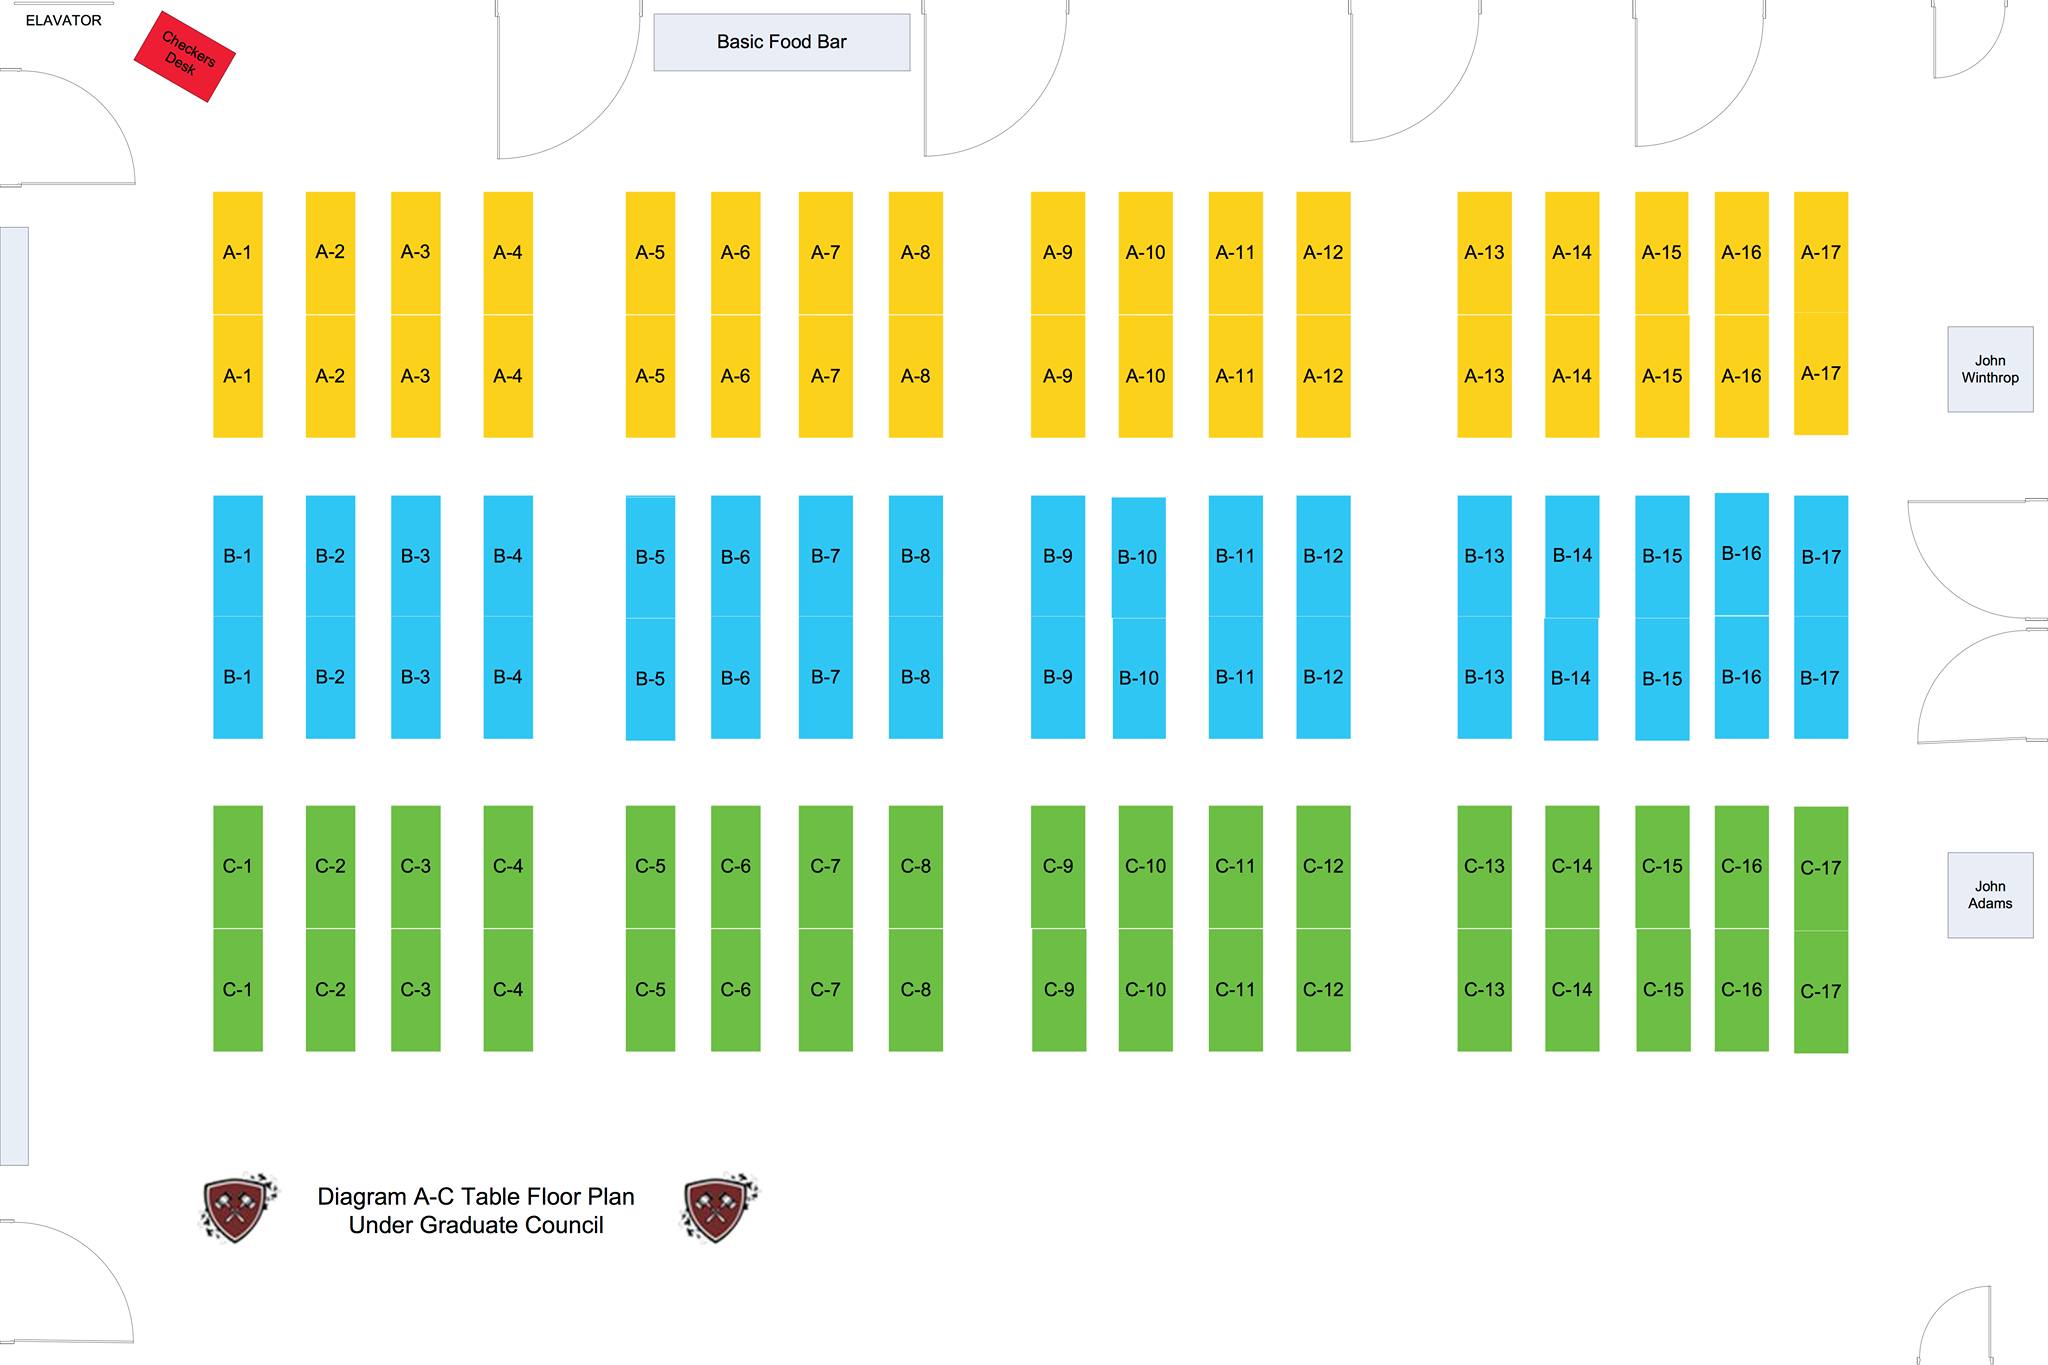 ELAVATOR
Checkers
Desk
Basic Food Bar
A-1 A-2 A-3 A-4 A-5 A-6 A-7 A-8 A-9 A-10 A-11 A-12 A-13 A-14 A-15 A-16 A-17
A-1 A-2 A-3 A-4 A-5 A-6 A-7 A-8 A-9 A-10 A-11 A-12 A-13 A-14 A-15 A-16 A-17
John
Winthrop
B-1 B-2 B-3 B-4 B-5 B-6 B-7 B-8 B-9 B-10 B-11 B-12 B-13 B-14 B-15 B-16 B-17
B-1 B-2 B-3 B-4 B-5 B-6 B-7 B-8 B-9 B-10 B-11 B-12 B-13 B-14 B-15 B-16 B-17
C-1 C-2 C-3 C-4 C-5 C-6 C-7 C-8 C-9 C-10 C-11 C-12 C-13 C-14 C-15 C-16 C-17
John
Adams
C-1 C-2 C-3 C-4 C-5 C-6 C-7 C-8 C-9 C-10 C-11 C-12 C-13 C-14 C-15 C-16 C-17
Diagram A-C Table Floor Plan
Under Graduate Council